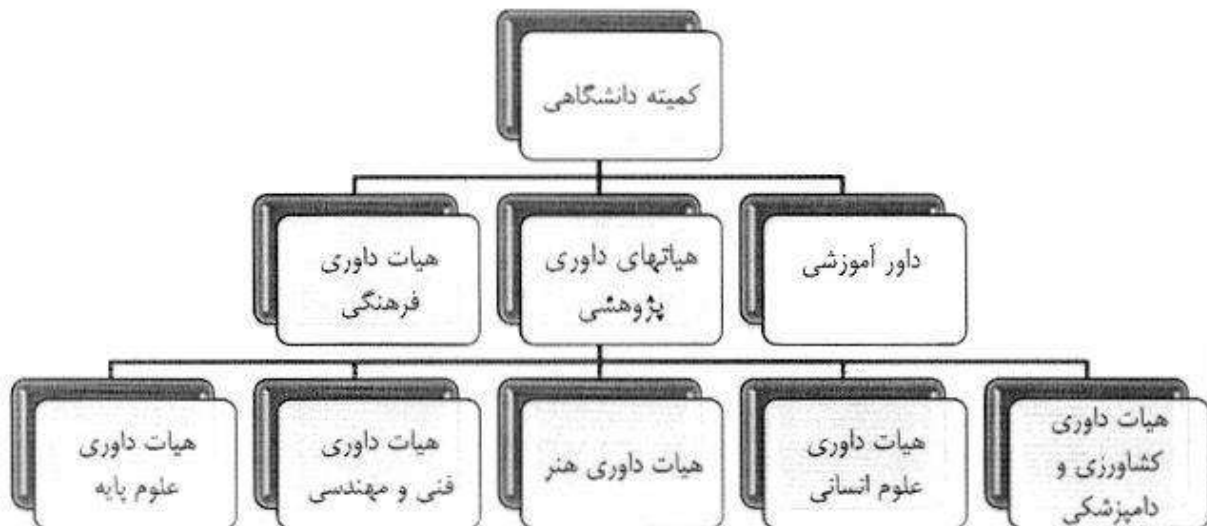 کمیته دانشگاهی
داور آموزشی
هیاتهای داوری
پژوهشی
هیات داوری
فرهنگی
هیات داوری
کشاورزی و
دامپزشکی
هیات داوری
علوم انسانی
هیات داوری هنر
هیات داوری
فنی و مهندسی
هیات داوری
علوم پایه